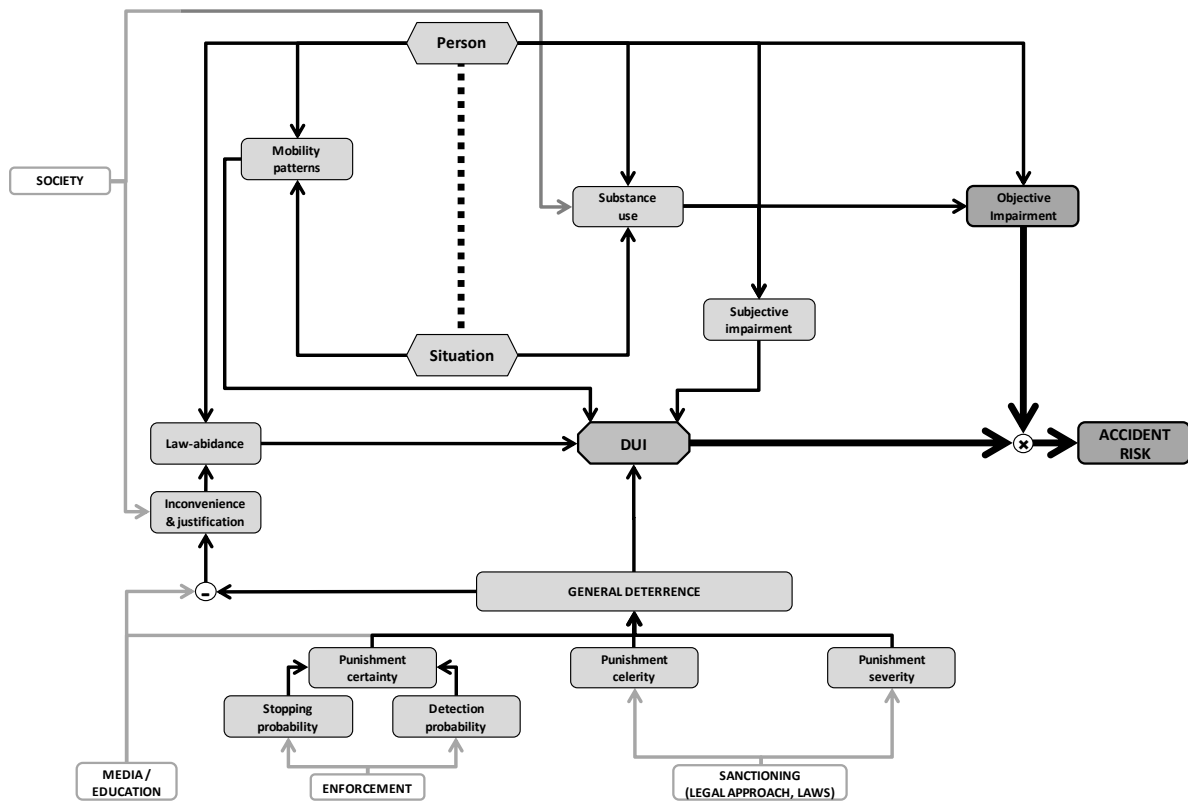 Person
Mobility
patterns
SOCIETY
Substance
use
Objective
Impairment
Subjective
impairment
Situation
Law-abidance
DUI
×
ACCIDENT
RISK
Inconvenience
& justification
-
GENERAL DETERRENCE
Punishment
certainty
Punishment
celerity
Punishment
severity
Stopping
probability
Detection
probability
MEDIA /
EDUCATION
ENFORCEMENT
SANCTIONING
(LEGAL APPROACH, LAWS)